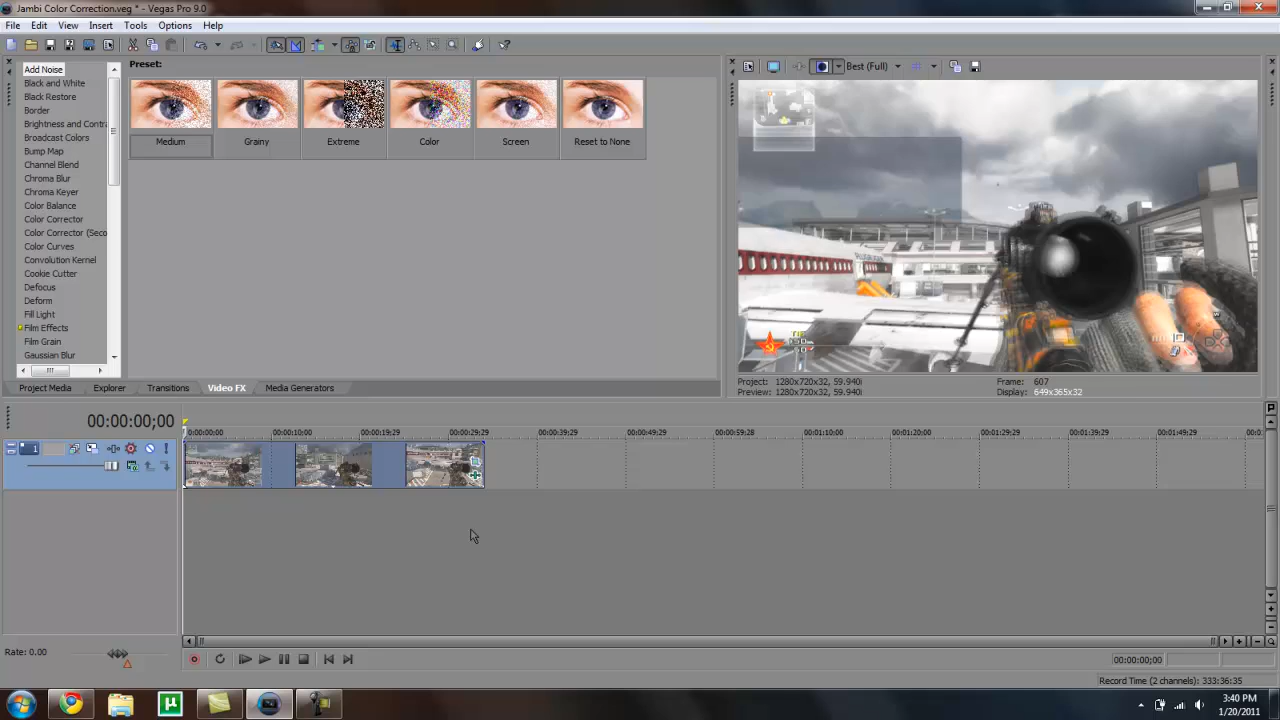 Jambi Color Correction.veg * - Vegas Pro 9.0
File Edit View Insert Tools Options Help
Add Noise
Black and White
Black Restore
Border
Brightness and Contra
Broadcast Colors
Bump Map
Channel Blend
Chroma Blur
Chroma Keyer
Color Balance
Color Corrector
Color Corrector (Seco
Color Curves
Convolution Kernel
Cookie Cutter
Defocus
Deform
Fill Light
Film Effects
Film Grain
Gaussian Blur
Preset:
Medium Grainy Extreme Color Screen Reset to None
Best (Full)
Project: 1280x720x32, 59.940i Frame: 607
Preview: 1280x720x32, 59.940i Display: 649x365x32
Project Media Explorer Transitions Video FX Media Generators
00:00:00;00
00:00:00;00 00:00:10;00 00:00:19;29 00:00:29;29 00:00:39;29 00:00:49;29 00:00:59;28 00:01:10;00 00:01:20;00 00:01:29;29 00:01:39;29 00:01:49;29 00:0
1
Rate: 0.00
00:00:00;00
Record Time (2 channels): 333:36:35
3:40 PM
1/20/2011